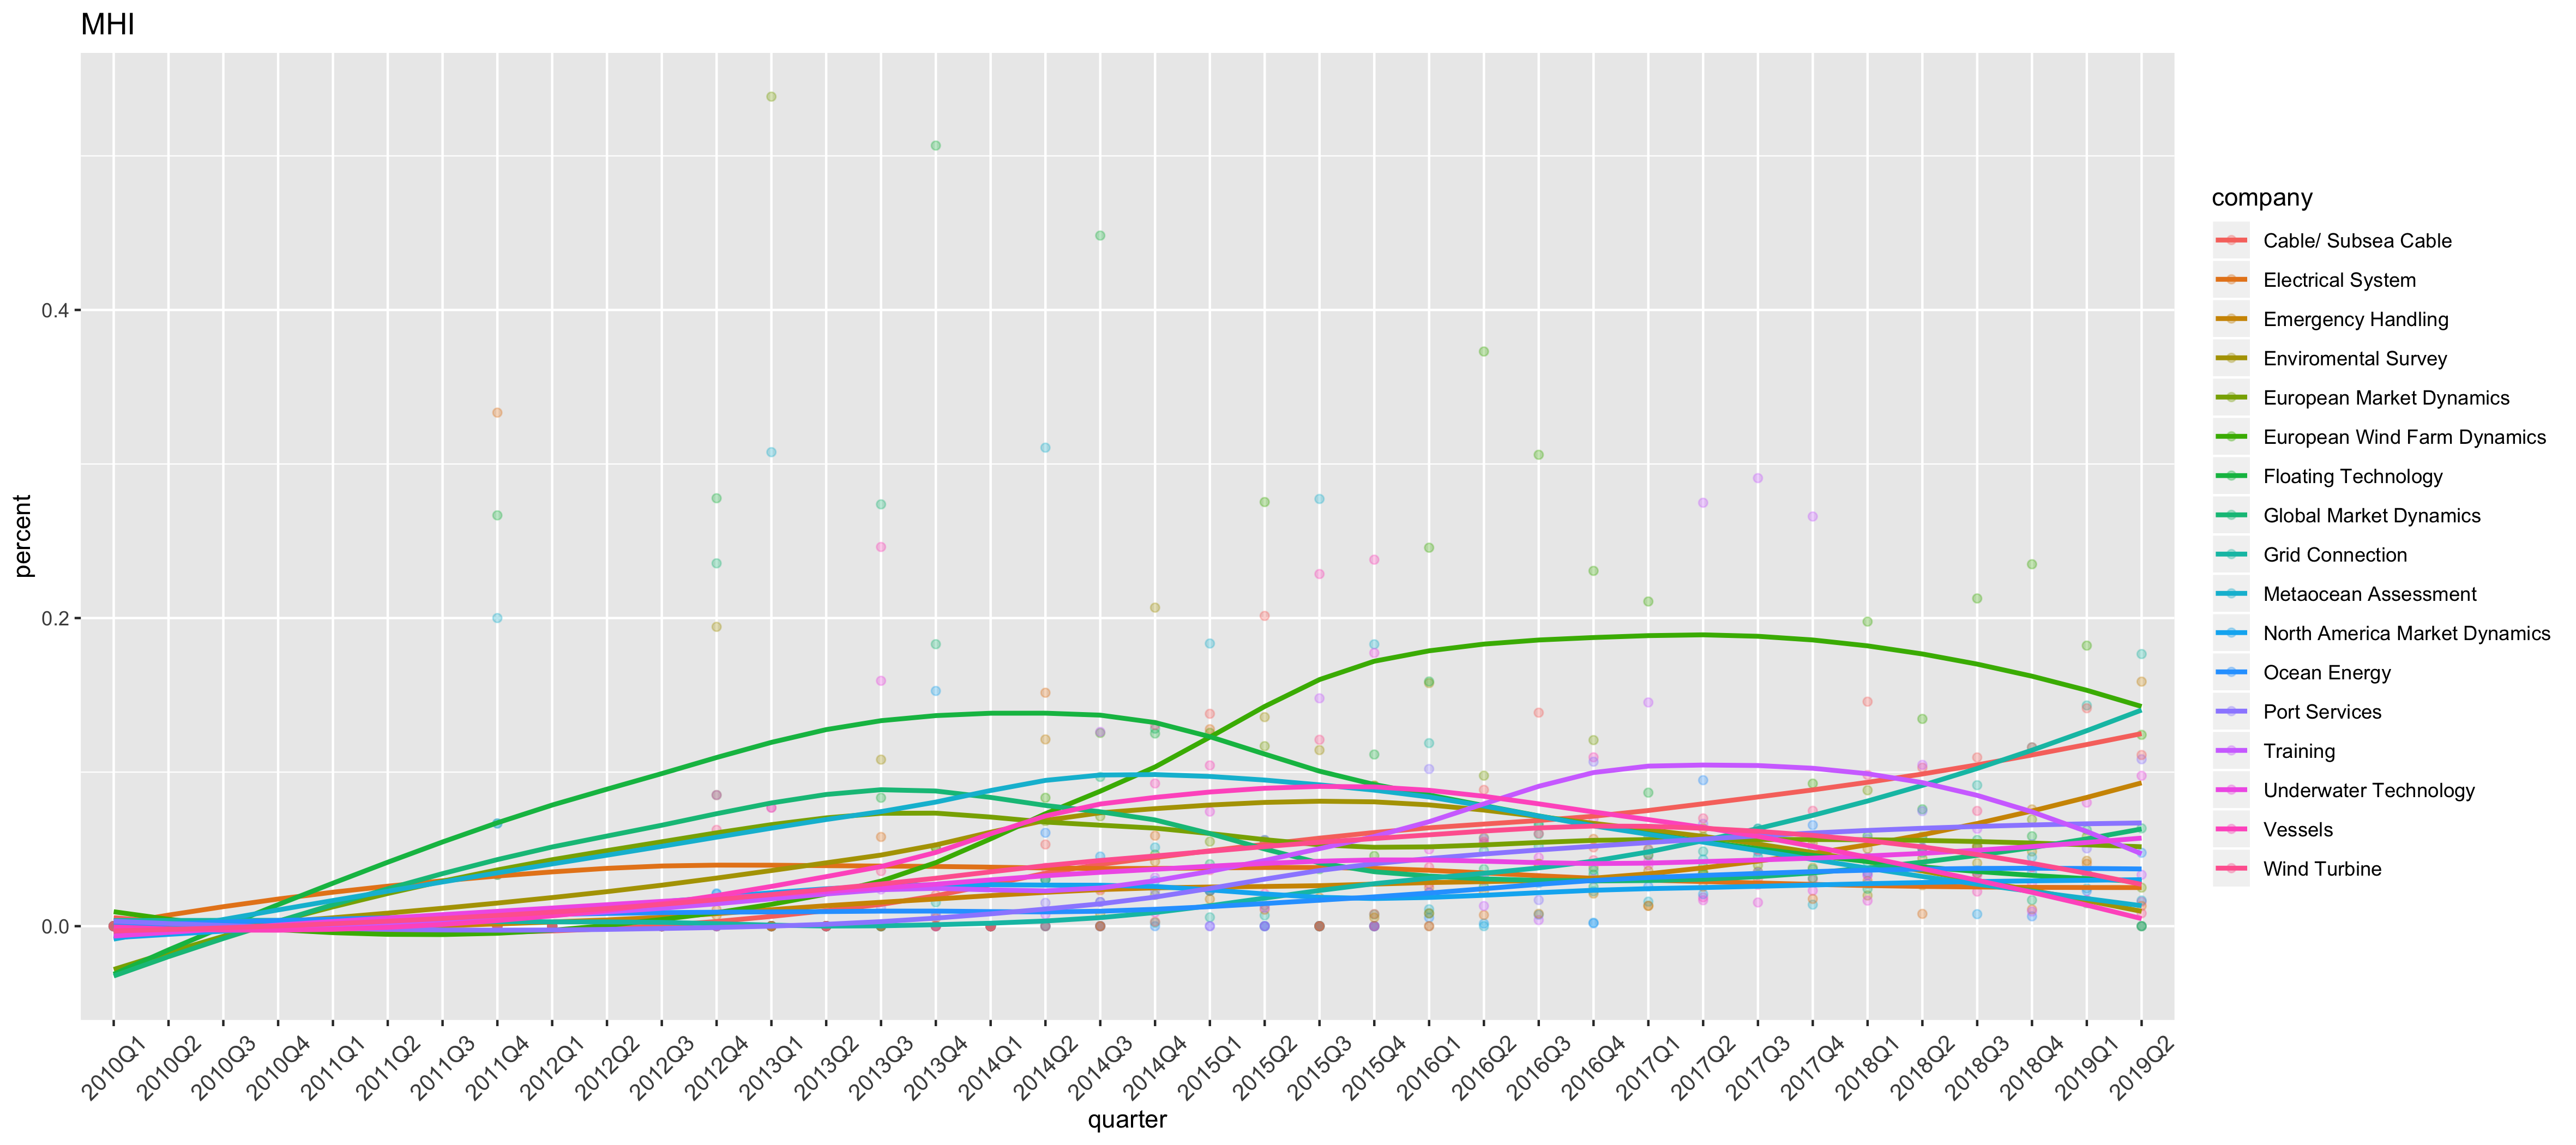 MHI
percent
0.4
0.2
0.0
2010Q1
2010Q2
2010Q3
2010Q4
2011Q1
2011Q2
2011Q3
2011Q4
2012Q1
2012Q2
2012Q3
2012Q4
2013Q1
2013Q2
2013Q3
2013Q4
2014Q1
2014Q2
2014Q3
2014Q4
2015Q1
2015Q2
2015Q3
2015Q4
2016Q1
2016Q2
2016Q3
2016Q4
2017Q1
2017Q2
2017Q3
2017Q4
2018Q1
2018Q2
2018Q3
2018Q4
2019Q1
2019Q2
quarter
company
Cable/ Subsea Cable
Electrical System
Emergency Handling
Enviromental Survey
European Market Dynamics
European Wind Farm Dynamics
Floating Technology
Global Market Dynamics
Grid Connection
Metaocean Assessment
North America Market Dynamics
Ocean Energy
Port Services
Training
Underwater Technology
Vessels
Wind Turbine